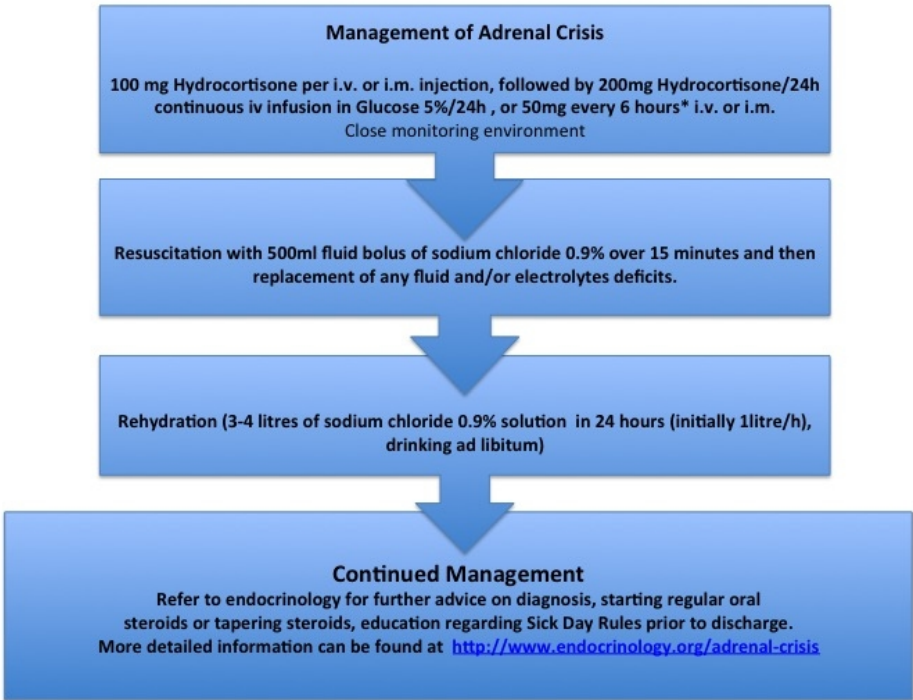 Management of Adrenal Crisis
100 mg Hydrocortisone per i.v. or i.m. injection, followed by 200mg Hydrocortisone/24h
continuous iv infusion in Glucose 5%/24h , or 50mg every 6 hours* i.v. or i.m.
Close monitoring environment
Resuscitation with 500ml fluid bolus of sodium chloride 0.9% over 15 minutes and then
replacement of any fluid and/or electrolytes deficits.
Rehydration (3-4 litres of sodium chloride 0.9% solution in 24 hours (initially 1litre/h),
drinking ad libitum)
Continued Management
Refer to endocrinology for further advice on diagnosis, starting regular oral
steroids or tapering steroids, education regarding Sick Day Rules prior to discharge.
More detailed information can be found at http://www.endocrinology.org/adrenal-crisis